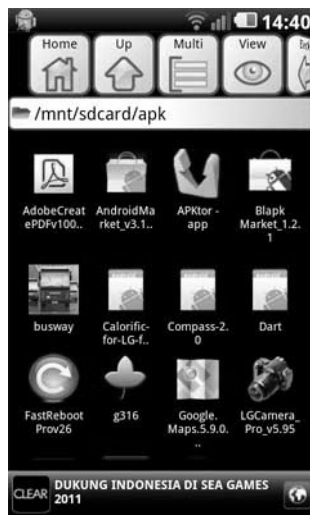 14:40
Home Up Multi View
/mnt/sdcard/apk
AdobeCreat AndroidMa APKtor - Blapk
ePDFv100.. rket_v3.1.. app Market_1.2.
1
busway Calorific- Compass-2. Dart
for-LG-f.. 0
FastReboot g316 Google. LGCamera_
Prov26 Maps.5.9.0. Pro_v5.95
..
CLEAR DUKUNG INDONESIA DI SEA GAMES
2011